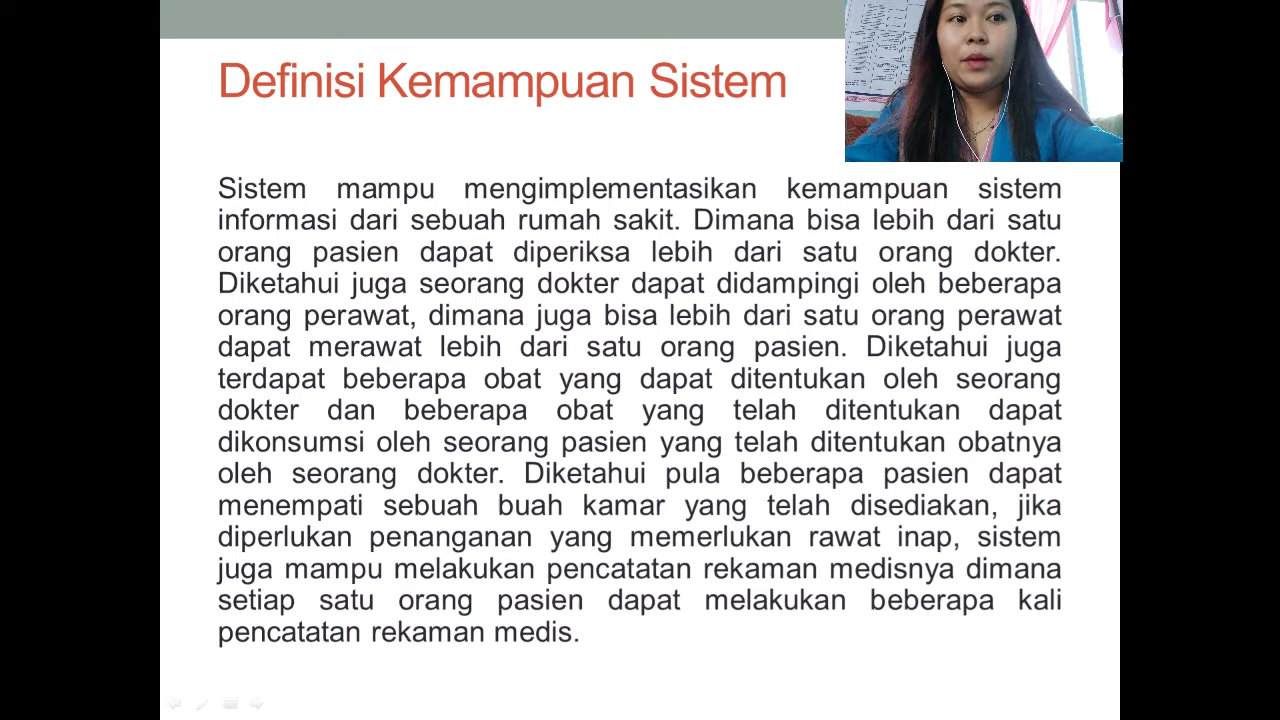 Definisi Kemampuan Sistem
Sistem mampu mengimplementasikan kemampuan sistem
informasi dari sebuah rumah sakit. Dimana bisa lebih dari satu
orang pasien dapat diperiksa lebih dari satu orang dokter.
Diketahui juga seorang dokter dapat didampingi oleh beberapa
orang perawat, dimana juga bisa lebih dari satu orang perawat
dapat merawat lebih dari satu orang pasien. Diketahui juga
terdapat beberapa obat yang dapat ditentukan oleh seorang
dokter dan beberapa obat yang telah ditentukan dapat
dikonsumsi oleh seorang pasien yang telah ditentukan obatnya
oleh seorang dokter. Diketahui pula beberapa pasien dapat
menempati sebuah buah kamar yang telah disediakan, jika
diperlukan penanganan yang memerlukan rawat inap, sistem
juga mampu melakukan pencatatan rekaman medisnya dimana
setiap satu orang pasien dapat melakukan beberapa kali
pencatatan rekaman medis.